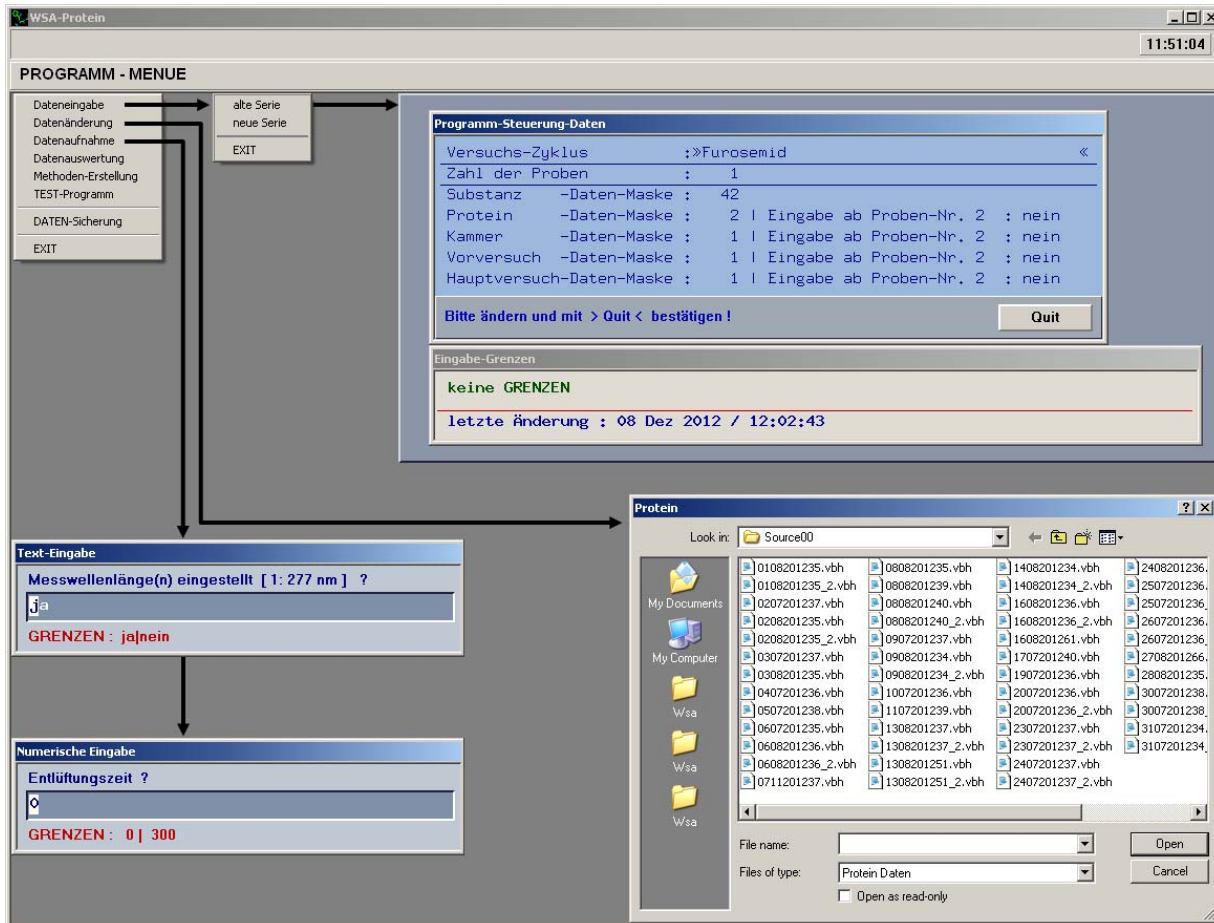 WSA-Protein
11:51:04
PROGRAMM - MENUE
Dateneingabe
Datenänderung
Datenaufnahme
Datenauswertung
Methoden-Erstellung
TEST-Programm
DATEN-Sicherung
EXIT
alte Serie
neue Serie
EXIT
Programm-Steuerung-Daten
Versuchs-Zyklus :»Furosemid «
Zahl der Proben : 1
Substanz -Daten-Maske : 42
Protein -Daten-Maske : 2 | Eingabe ab Proben-Nr. 2 : nein
Kammer -Daten-Maske : 1 | Eingabe ab Proben-Nr. 2 : nein
Vorversuch -Daten-Maske : 1 | Eingabe ab Proben-Nr. 2 : nein
Hauptversuch-Daten-Maske : 1 | Eingabe ab Proben-Nr. 2 : nein
Bitte ändern und mit > Quit < bestätigen !
Quit
Eingabe-Grenzen
keine GRENZEN
letzte Änderung : 08 Dez 2012 / 12:02:43
Text-Eingabe
Messwellenlänge(n) eingestellt [ 1: 277 nm ] ?
ja
GRENZEN : ja|nein
Numerische Eingabe
Entlüftungszeit ?
0
GRENZEN : 0 | 300
Protein
Look in: Source00
My Documents
My Computer
Wsa
Wsa
Wsa
0108201235.vbh
0108201235_2.vbh
0207201237.vbh
0208201235.vbh
0208201235_2.vbh
0307201237.vbh
0308201235.vbh
0407201236.vbh
0507201238.vbh
0607201235.vbh
0608201236.vbh
0608201236_2.vbh
0711201237.vbh
0808201235.vbh
0808201239.vbh
0808201240.vbh
0808201240_2.vbh
0907201237.vbh
0908201234.vbh
0908201234_2.vbh
1007201236.vbh
1107201239.vbh
1308201237.vbh
1308201237_2.vbh
1308201251.vbh
1308201251_2.vbh
1408201234.vbh
1408201234_2.vbh
1608201236.vbh
1608201236_2.vbh
1608201261.vbh
1707201240.vbh
1907201236.vbh
2007201236.vbh
2007201236_2.vbh
2307201237.vbh
2307201237_2.vbh
2407201237.vbh
2407201237_2.vbh
2408201236.
2507201236.
2507201236_
2607201236.
2607201236_
2708201266.
2808201235.
3007201238.
3007201238_
3107201234.
3107201234_
File name:
Open
Files of type: Protein Daten
Cancel
Open as read-only